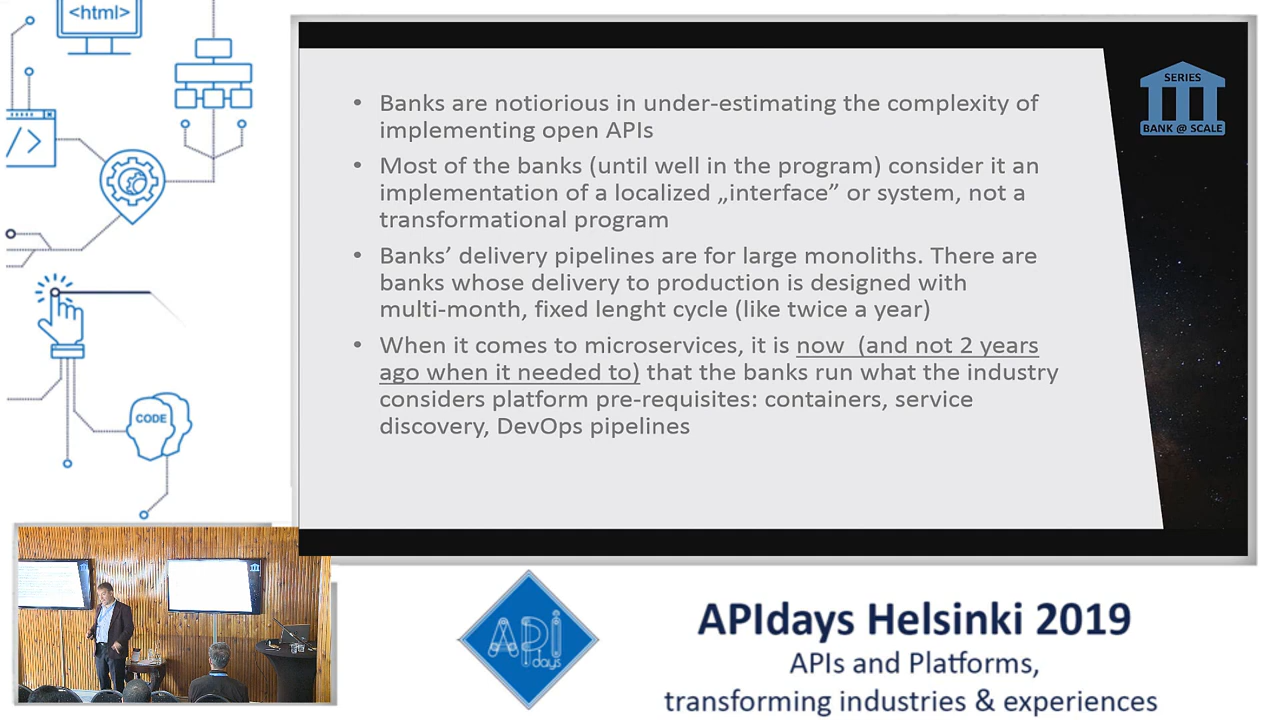 <html>
SERIES
BANK @ SCALE
• Banks are notiorious in under-estimating the complexity of
implementing open APIs
• Most of the banks (until well in the program) consider it an
implementation of a localized „interface” or system, not a
transformational program
• Banks’ delivery pipelines are for large monoliths. There are
banks whose delivery to production is designed with
multi-month, fixed lenght cycle (like twice a year)
• When it comes to microservices, it is now (and not 2 years
ago when it needed to) that the banks run what the industry
considers platform pre-requisites: containers, service
discovery, DevOps pipelines
</>
CODE
API
days
APIdays Helsinki 2019
APIs and Platforms,
transforming industries & experiences